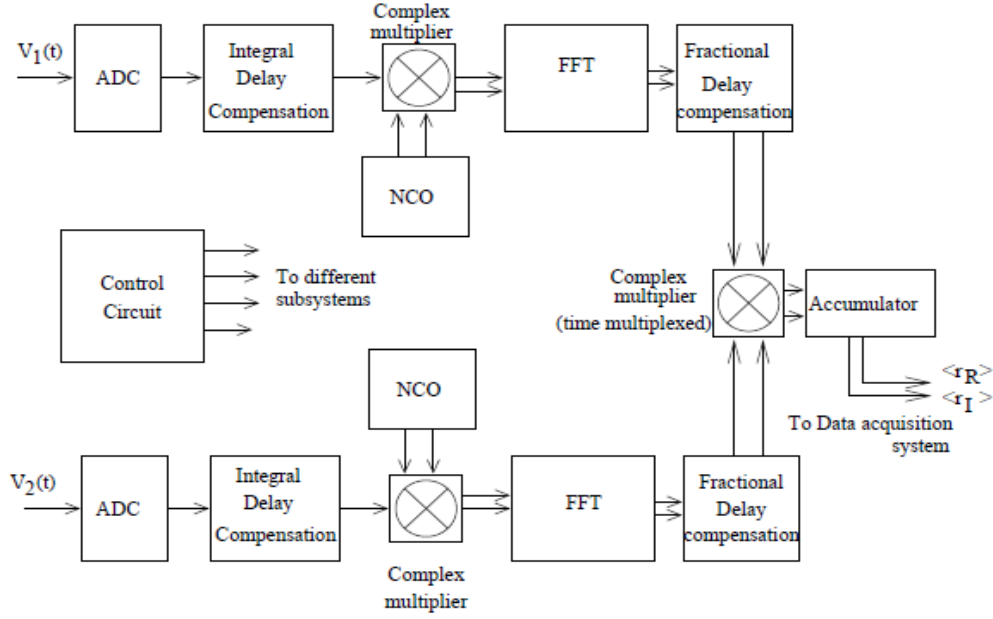 Complex
multiplier
V1(t)
ADC
Integral
Delay
Compensation
FFT
Fractional
Delay
compensation
NCO
Control
Circuit
To different
subsystems
Complex
multiplier
(time multiplexed)
Accumulator
<rR>
<rI>
To Data acquisition
system
NCO
V2(t)
ADC
Integral
Delay
Compensation
FFT
Fractional
Delay
compensation
Complex
multiplier